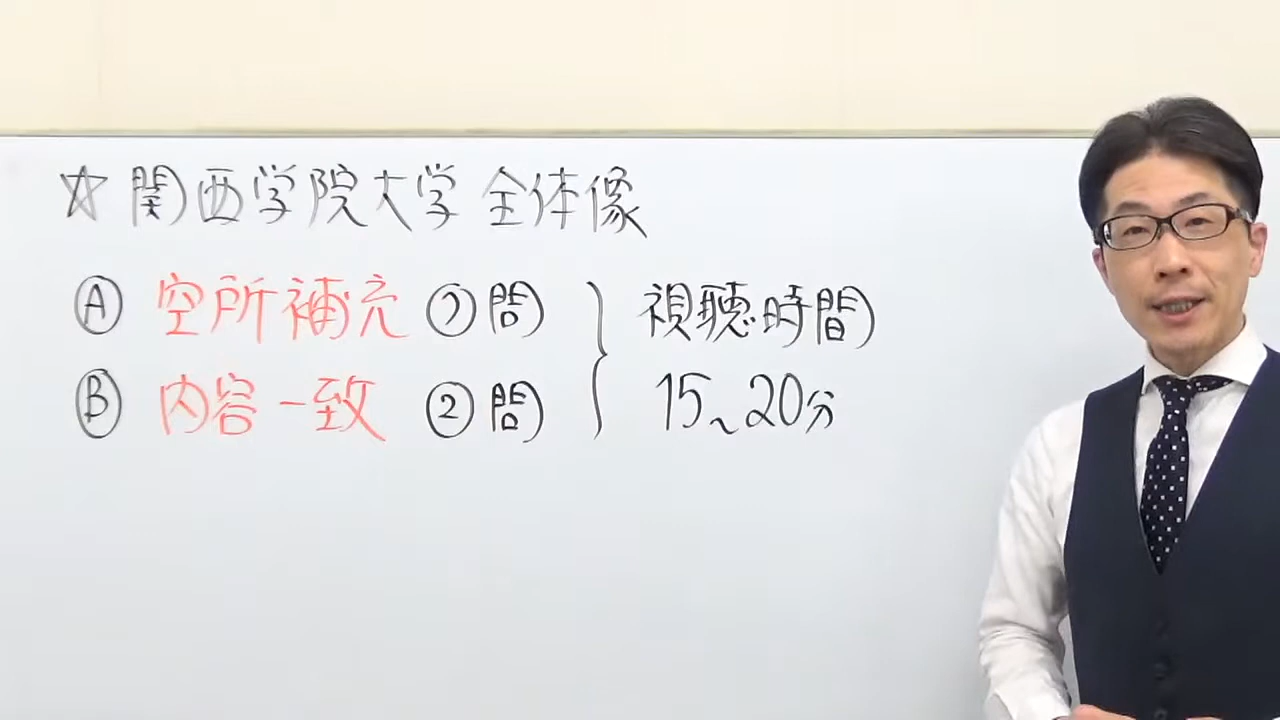 ☆ 関西学院大学 全体像
Ⓐ 空所補充 ①問 } 視聴時間
Ⓑ 内容一致 ②問 15~20分